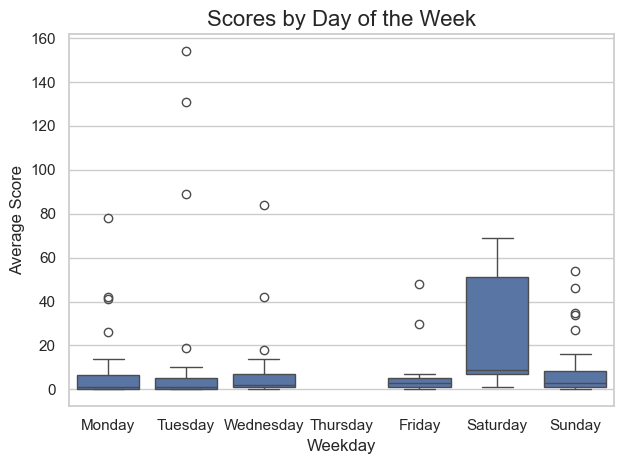 Scores by Day of the Week
Average Score
160
140
120
100
80
60
40
20
0
Monday Tuesday Wednesday Thursday Friday Saturday Sunday
Weekday